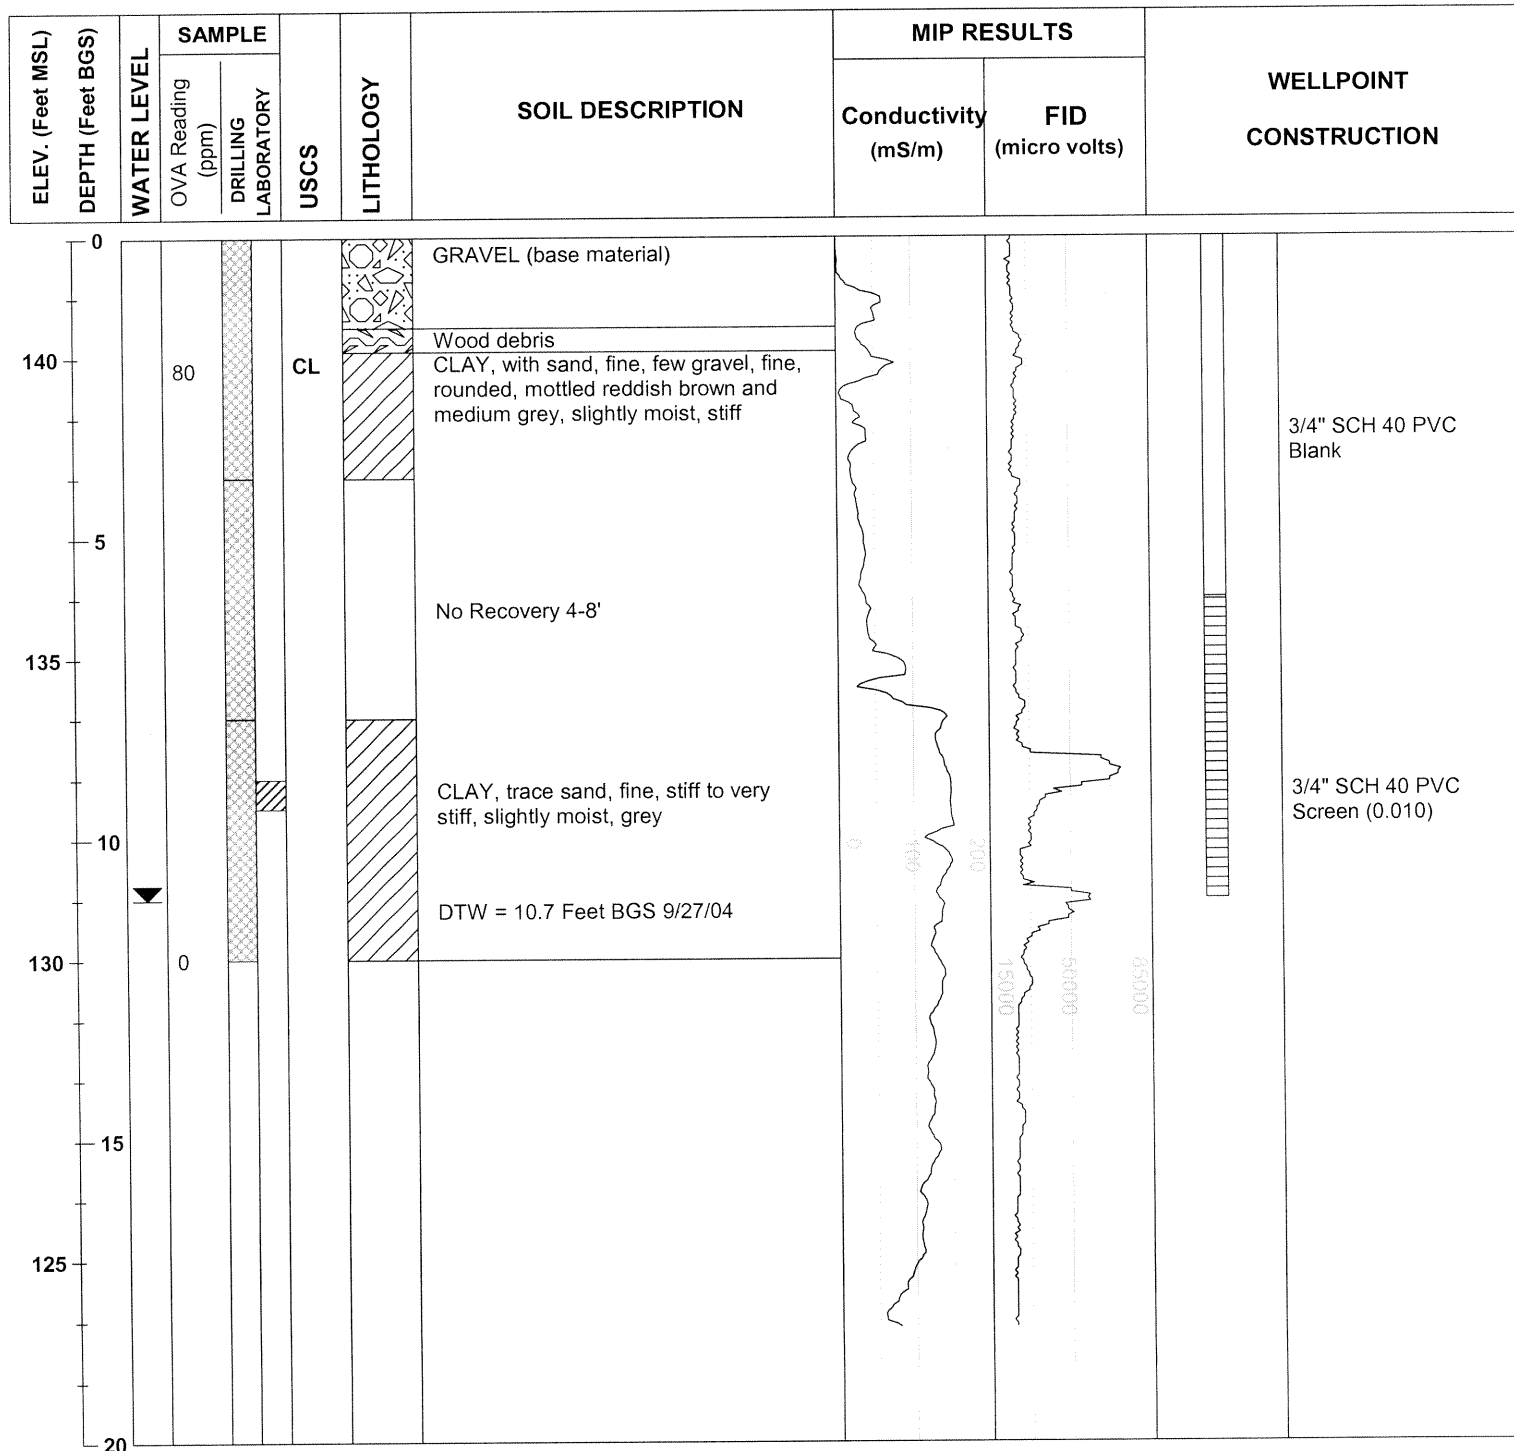 ELEV. (Feet MSL)
DEPTH (Feet BGS)
WATER LEVEL
SAMPLE
OVA Reading
(ppm)
DRILLING
LABORATORY
USCS
LITHOLOGY
SOIL DESCRIPTION
MIP RESULTS
Conductivity
(mS/m)
FID
(micro volts)
WELLPOINT
CONSTRUCTION
0
GRAVEL (base material)
Wood debris
140
80
CL
CLAY, with sand, fine, few gravel, fine,
rounded, mottled reddish brown and
medium grey, slightly moist, stiff
3/4" SCH 40 PVC
Blank
5
No Recovery 4-8'
135
CLAY, trace sand, fine, stiff to very
stiff, slightly moist, grey
3/4" SCH 40 PVC
Screen (0.010)
10
0
100
200
DTW = 10.7 Feet BGS 9/27/04
130
0
15000
50000
65000
15
125
20